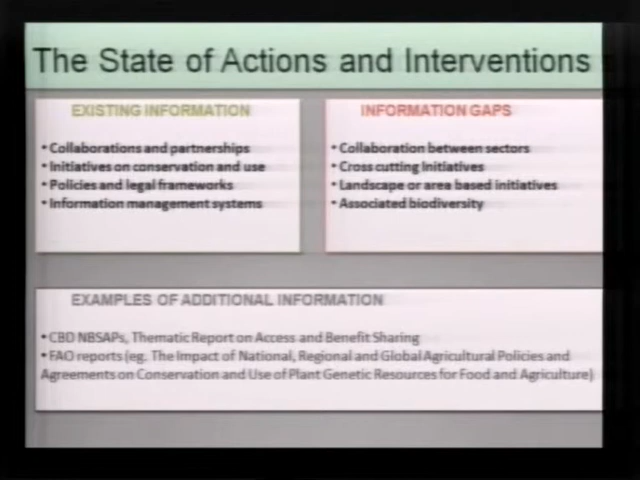 The State of Actions and Interventions
EXISTING INFORMATION
• Collaborations and partnerships
• Initiatives on conservation and use
• Policies and legal frameworks
• Information management systems
INFORMATION GAPS
• Collaboration between sectors
• Cross cutting Initiatives
• Landscape or area based initiatives
• Associated biodiversity
EXAMPLES OF ADDITIONAL INFORMATION
• CBD NBSAPs, Thematic Report on Access and Benefit Sharing
• FAO reports (eg. The Impact of National, Regional and Global Agricultural Policies and
Agreements on Conservation and Use of Plant Genetic Resources for Food and Agriculture)